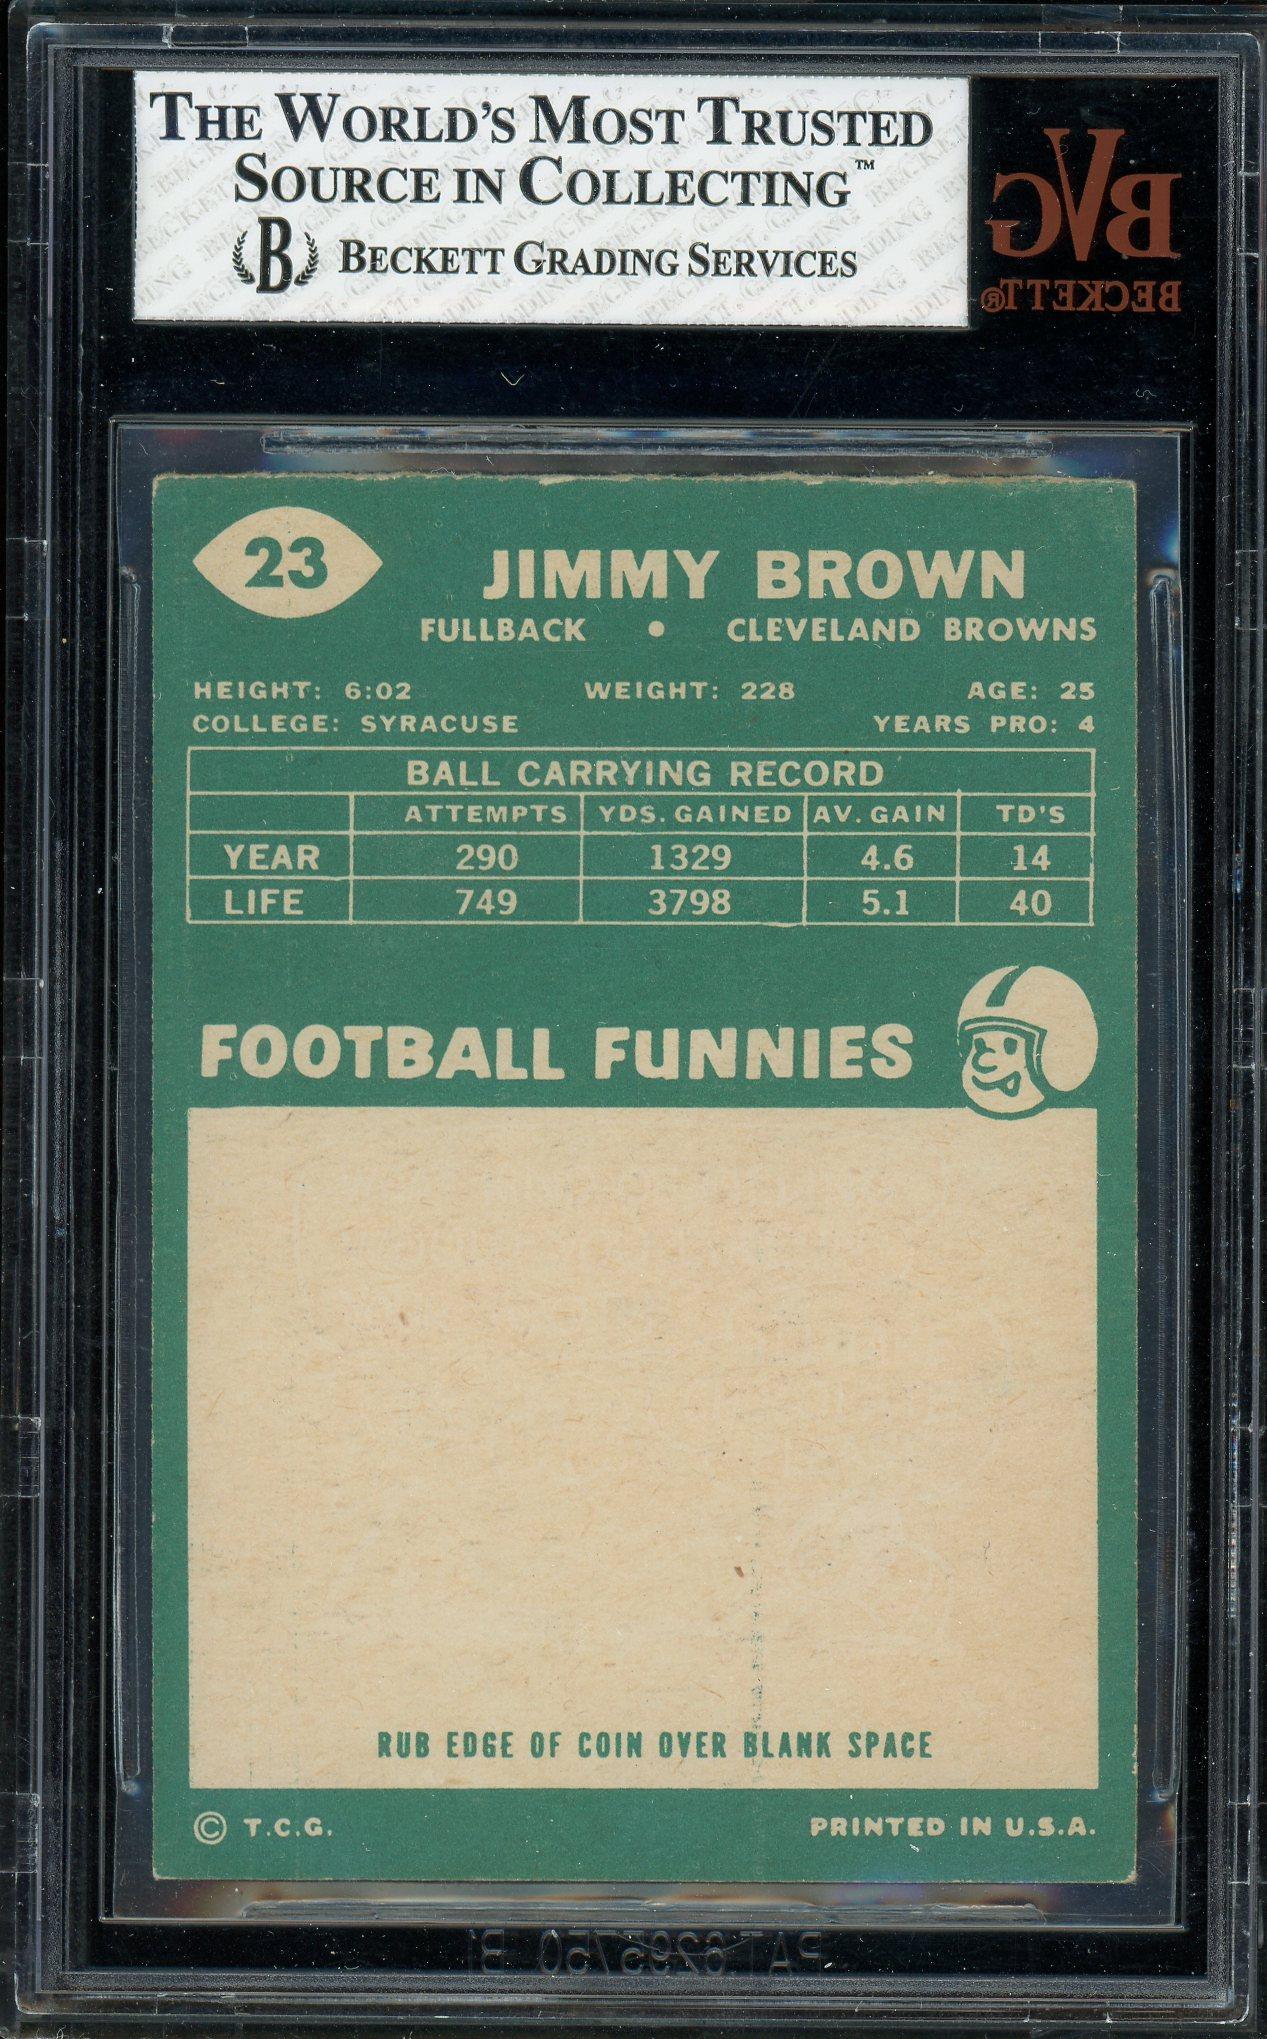 THE WORLD'S MOST TRUSTED
SOURCE IN COLLECTING™
B BECKETT GRADING SERVICES
BVG
BECKETT®
23
JIMMY BROWN
FULLBACK • CLEVELAND BROWNS
HEIGHT: 6:02 WEIGHT: 228 AGE: 25
COLLEGE: SYRACUSE YEARS PRO: 4
BALL CARRYING RECORD
ATTEMPTS YDS. GAINED AV. GAIN TD'S
YEAR 290 1329 4.6 14
LIFE 749 3798 5.1 40
FOOTBALL FUNNIES
RUB EDGE OF COIN OVER BLANK SPACE
© T.C.G. PRINTED IN U.S.A.
PAT. 6295750 B1